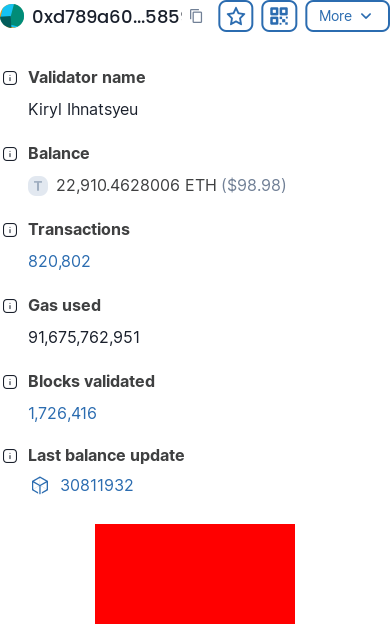 0xd789a60...585
More
Validator name
Kiryl Ihnatsyeu
Balance
T 22,910.4628006 ETH ($98.98)
Transactions
820,802
Gas used
91,675,762,951
Blocks validated
1,726,416
Last balance update
30811932